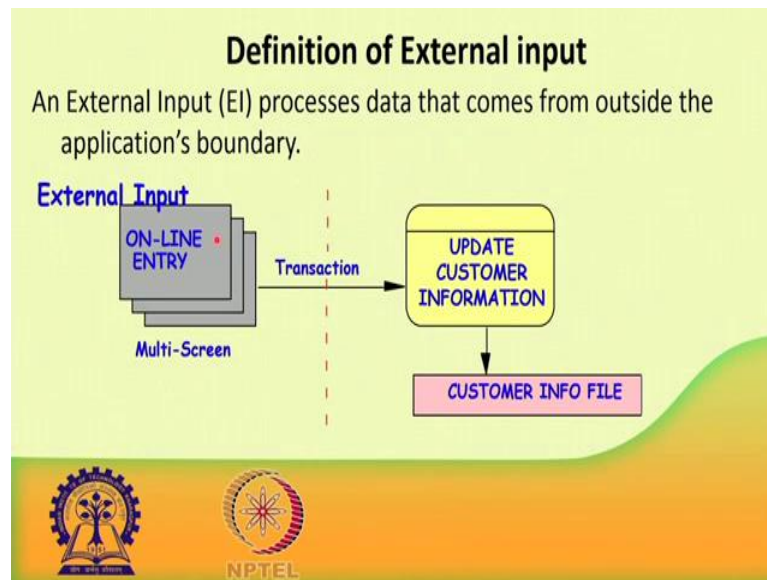 Definition of External input
An External Input (EI) processes data that comes from outside the
application's boundary.
External Input
ON-LINE
ENTRY
Multi-Screen
Transaction
UPDATE
CUSTOMER
INFORMATION
CUSTOMER INFO FILE
NPTEL